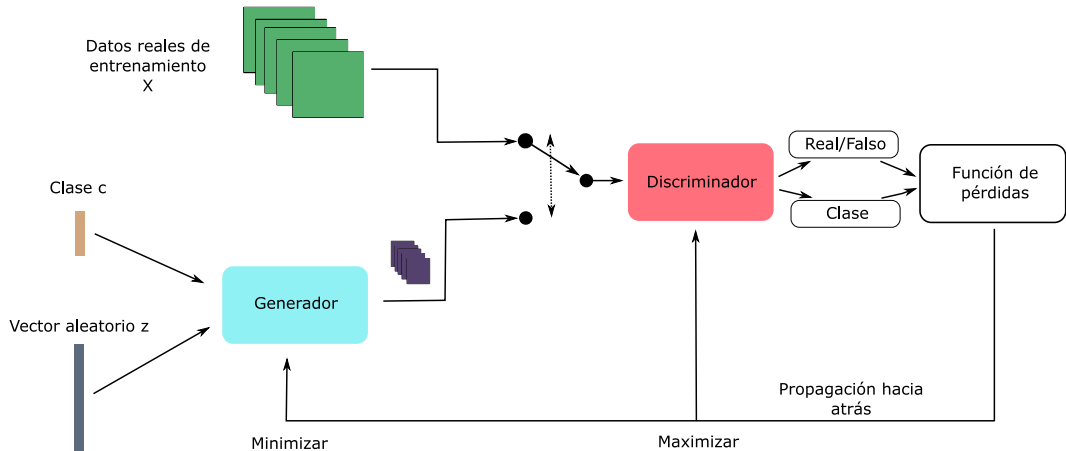 Datos reales de
entrenamiento
X
Clase c
Vector aleatorio z
Generador
Discriminador
Real/Falso
Clase
Función de
pérdidas
Propagación hacia
atrás
Minimizar
Maximizar